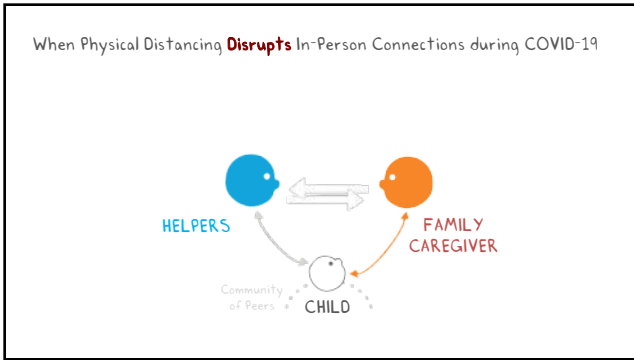 When Physical Distancing Disrupts In-Person Connections during COVID-19
HELPERS
FAMILY
CAREGIVER
Community
of Peers
CHILD